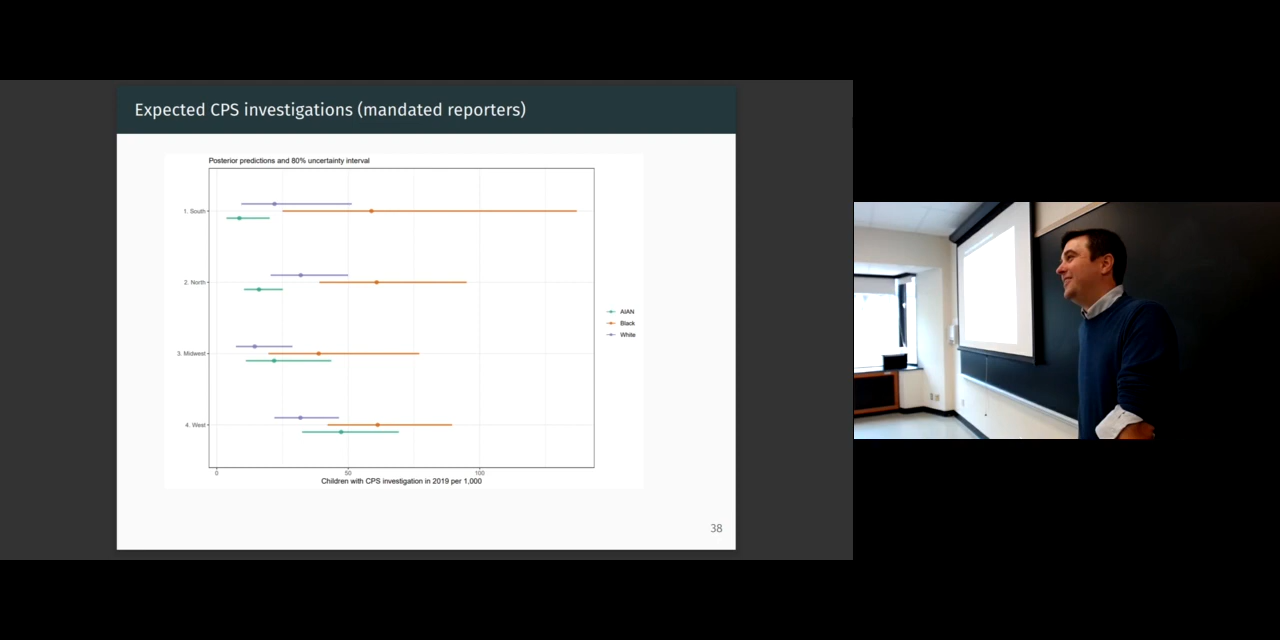 Expected CPS investigations (mandated reporters)
Posterior predictions and 80% uncertainty interval
1. South
2. North
3. Midwest
4. West
0 50 100
Children with CPS investigation in 2019 per 1,000
AIAN
Black
White
38